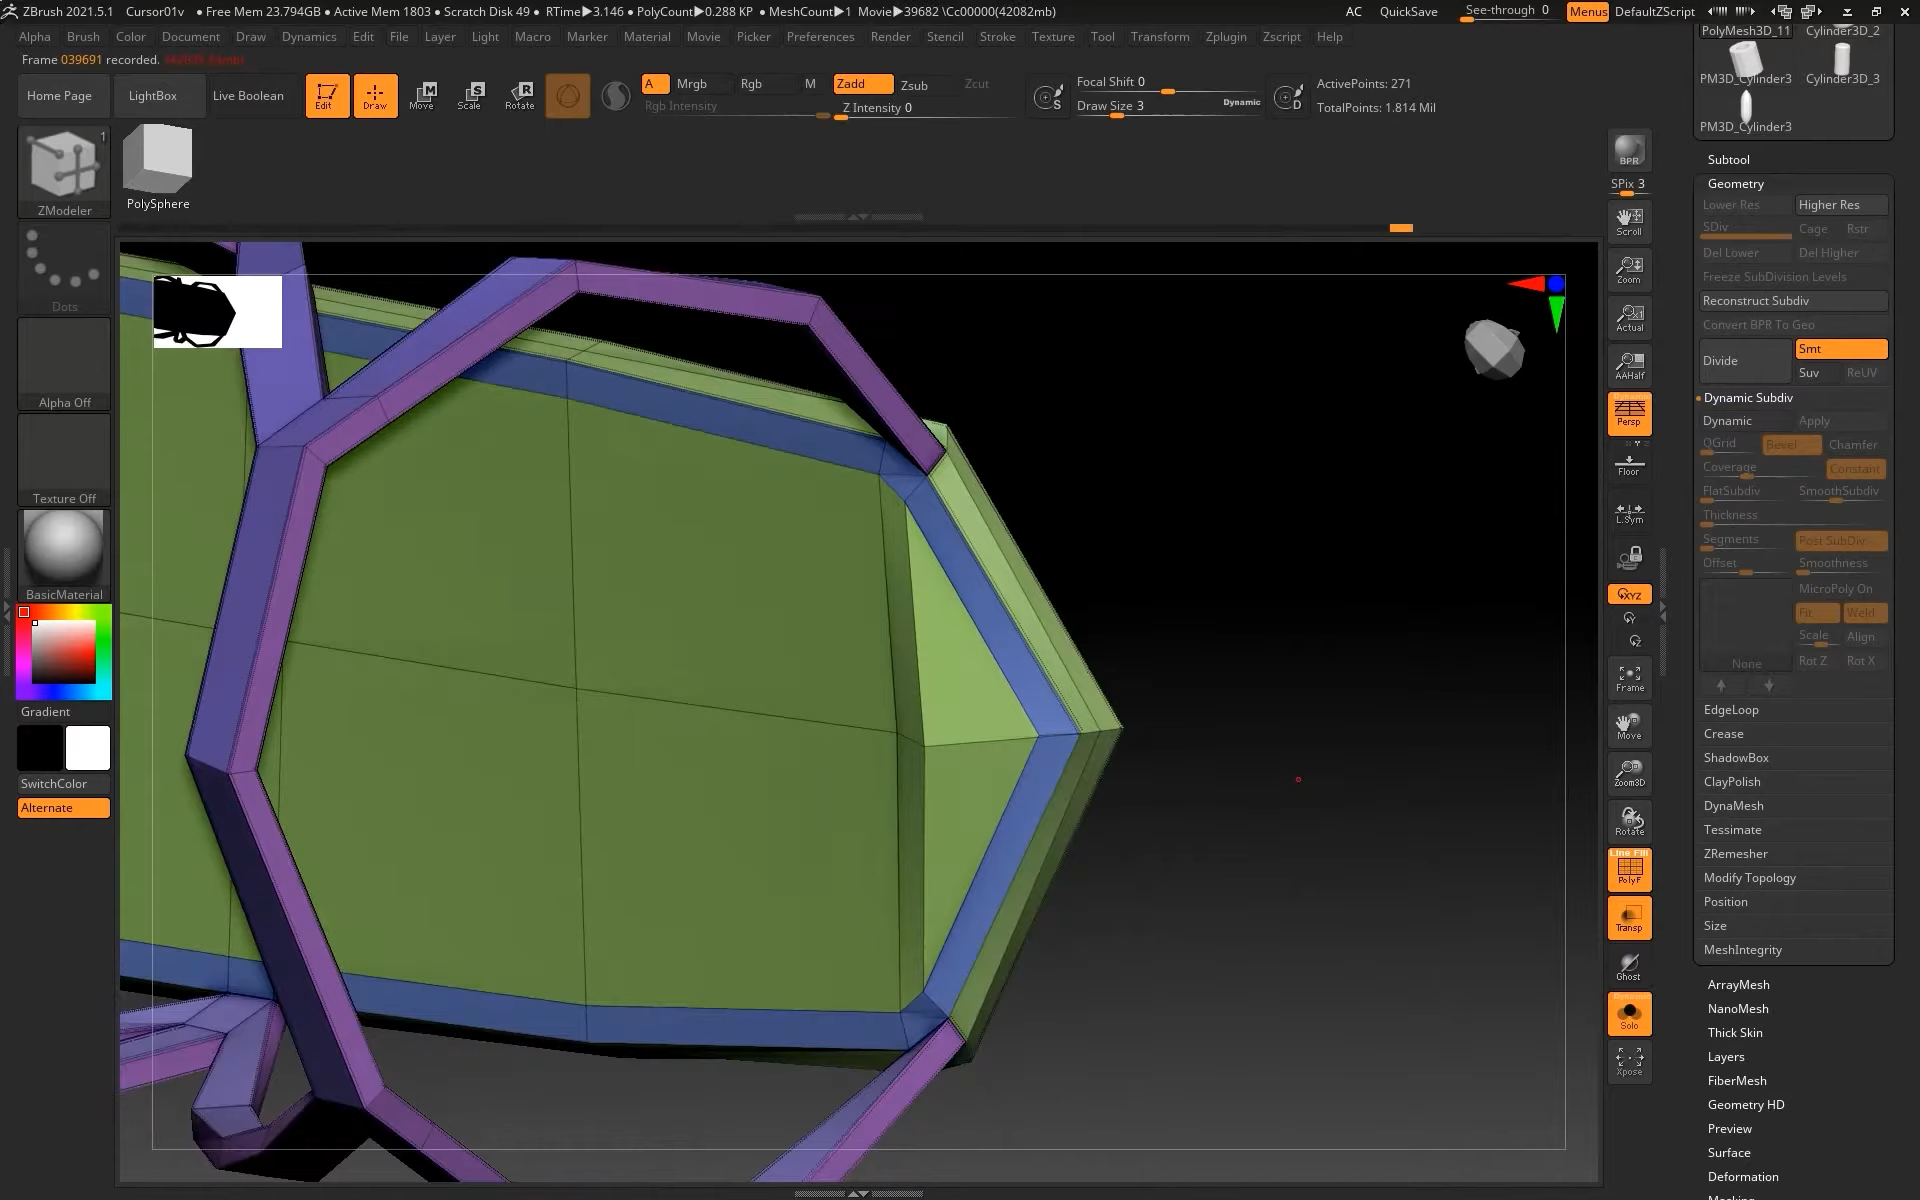 ZBrush 2021.5.1 Cursor01v • Free Mem 23.794GB • Active Mem 1803 • Scratch Disk 49 • RTime▶3.146 • PolyCount▶0.288 KP • MeshCount▶1 Movie▶39682 \Cc00000(42082mb) AC QuickSave See-through 0 Menus DefaultZScript
Alpha Brush Color Document Draw Dynamics Edit File Layer Light Macro Marker Material Movie Picker Preferences Render Stencil Stroke Texture Tool Transform Zplugin Zscript Help
Frame 039691 recorded.
Home Page LightBox Live Boolean Edit Draw Move Scale Rotate
A Mrgb Rgb M Zadd Zsub Zcut
Rgb Intensity Z Intensity 0
Focal Shift 0
Draw Size 3 Dynamic
ActivePoints: 271
TotalPoints: 1.814 Mil
S
D
1
ZModeler
PolySphere
Dots
Alpha Off
Texture Off
BasicMaterial
Gradient
SwitchColor
Alternate
BPR
SPix 3
Scroll
Zoom
Actual
AAHalf
Persp
Floor
L.Sym
XYZ
Frame
Move
Zoom3D
Rotate
Line Fill
PolyF
Transp
Ghost
Dynamic
Solo
Xpose
PolyMesh3D_11 Cylinder3D_2
PM3D_Cylinder3 Cylinder3D_3
PM3D_Cylinder3
Subtool
Geometry
Lower Res Higher Res
SDiv Cage Rstr
Del Lower Del Higher
Freeze SubDivision Levels
Reconstruct Subdiv
Convert BPR To Geo
Divide Smt
Suv ReUV
Dynamic Subdiv
Dynamic Apply
QGrid Bevel Chamfer
Coverage Constant
FlatSubdiv SmoothSubdiv
Thickness
Segments Post SubDiv
Offset Smoothness
MicroPoly On
Fit Weld
Scale Align
None Rot Z Rot X
EdgeLoop
Crease
ShadowBox
ClayPolish
DynaMesh
Tessimate
ZRemesher
Modify Topology
Position
Size
MeshIntegrity
ArrayMesh
NanoMesh
Thick Skin
Layers
FiberMesh
Geometry HD
Preview
Surface
Deformation